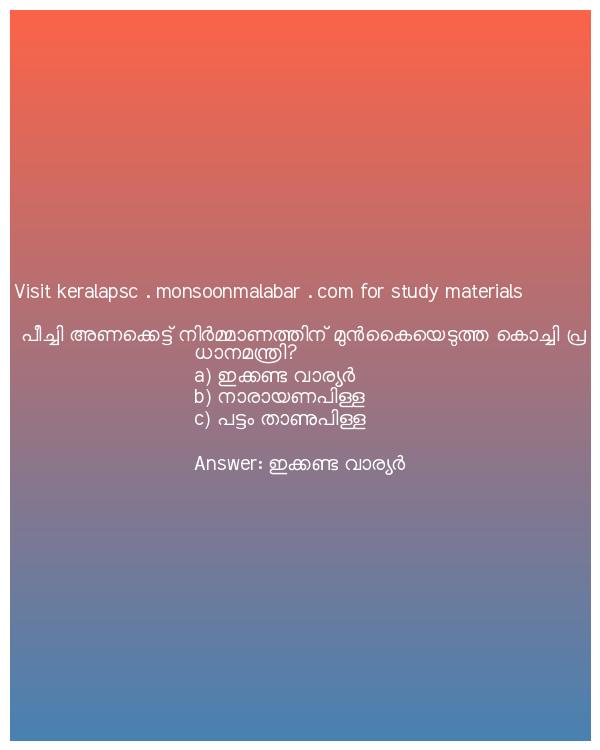 Visit keralapsc . monsoonmalabar . com for study materials
പീച്ചി അണക്കെട്ട് നിർമ്മാണത്തിന് മുൻകൈയെടുത്ത കൊച്ചി പ്ര
ധാനമന്ത്രി?
a) ഇക്കണ്ട വാര്യർ
b) നാരായണപിള്ള
c) പട്ടം താണുപിള്ള
Answer: ഇക്കണ്ട വാര്യർ